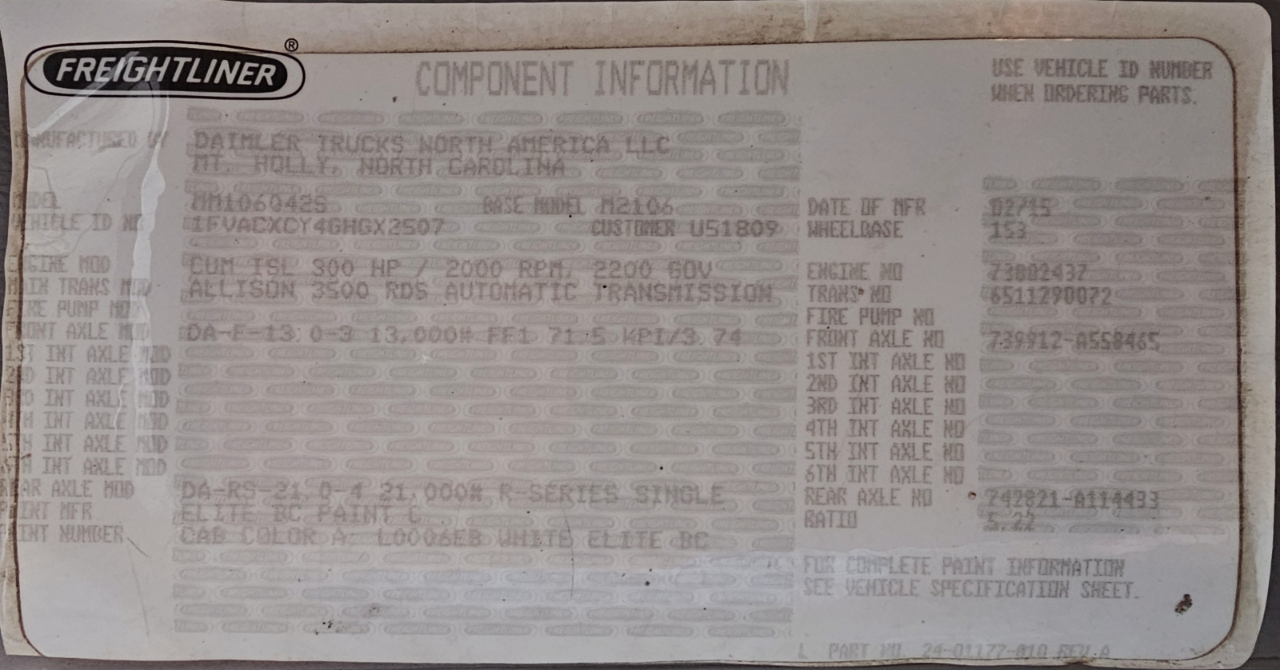 FREIGHTLINER ®
COMPONENT INFORMATION
USE VEHICLE ID NUMBER
WHEN ORDERING PARTS.
MANUFACTURED BY DAIMLER TRUCKS NORTH AMERICA LLC
MT. HOLLY, NORTH CAROLINA
MODEL MM106042S BASE MODEL M2106 DATE OF MFR 02/15
VEHICLE ID NO 1FVACXCY4GHGX2507 CUSTOMER U51809 WHEELBASE 153
ENGINE MOD CUM ISL 300 HP / 2000 RPM, 2200 GOV ENGINE NO 73802437
MAIN TRANS MOD ALLISON 3500 RDS AUTOMATIC TRANSMISSION TRANS NO 6511290072
FIRE PUMP MOD FIRE PUMP NO
FRONT AXLE MOD DA-F-13.0-3 13,000# FF1 71.5 KPI/3.74 FRONT AXLE NO 739912-A558465
1ST INT AXLE MOD 1ST INT AXLE NO
2ND INT AXLE MOD 2ND INT AXLE NO
3RD INT AXLE MOD 3RD INT AXLE NO
4TH INT AXLE MOD 4TH INT AXLE NO
5TH INT AXLE MOD 5TH INT AXLE NO
6TH INT AXLE MOD 6TH INT AXLE NO
REAR AXLE MOD DA-RS-21.0-4 21,000# R-SERIES SINGLE REAR AXLE NO 742821-A114433
PAINT MFR ELITE BC PAINT RATIO 5.22
PAINT NUMBER CAB COLOR A: L0006EB WHITE ELITE BC
FOR COMPLETE PAINT INFORMATION
SEE VEHICLE SPECIFICATION SHEET.
PART NO. 24-01177-010 REV A